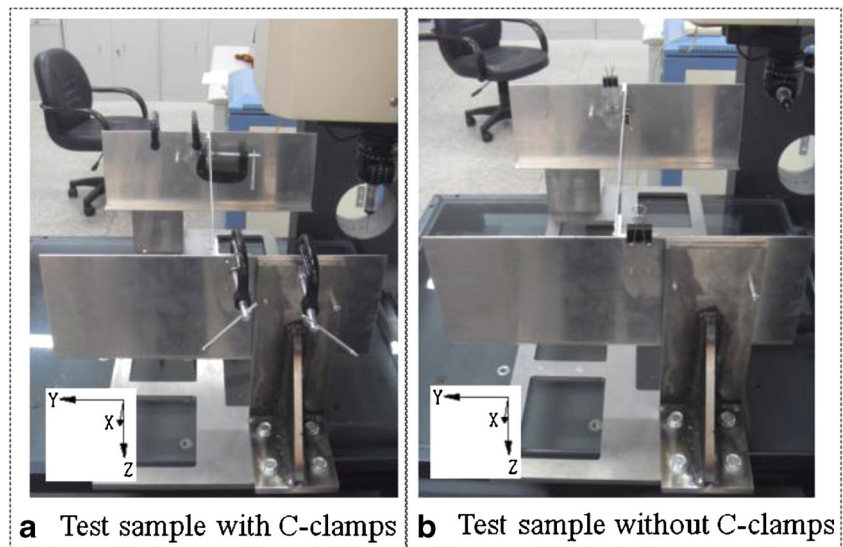 Y
X
Z
Y
X
Z
a Test sample with C-clamps
b Test sample without C-clamps